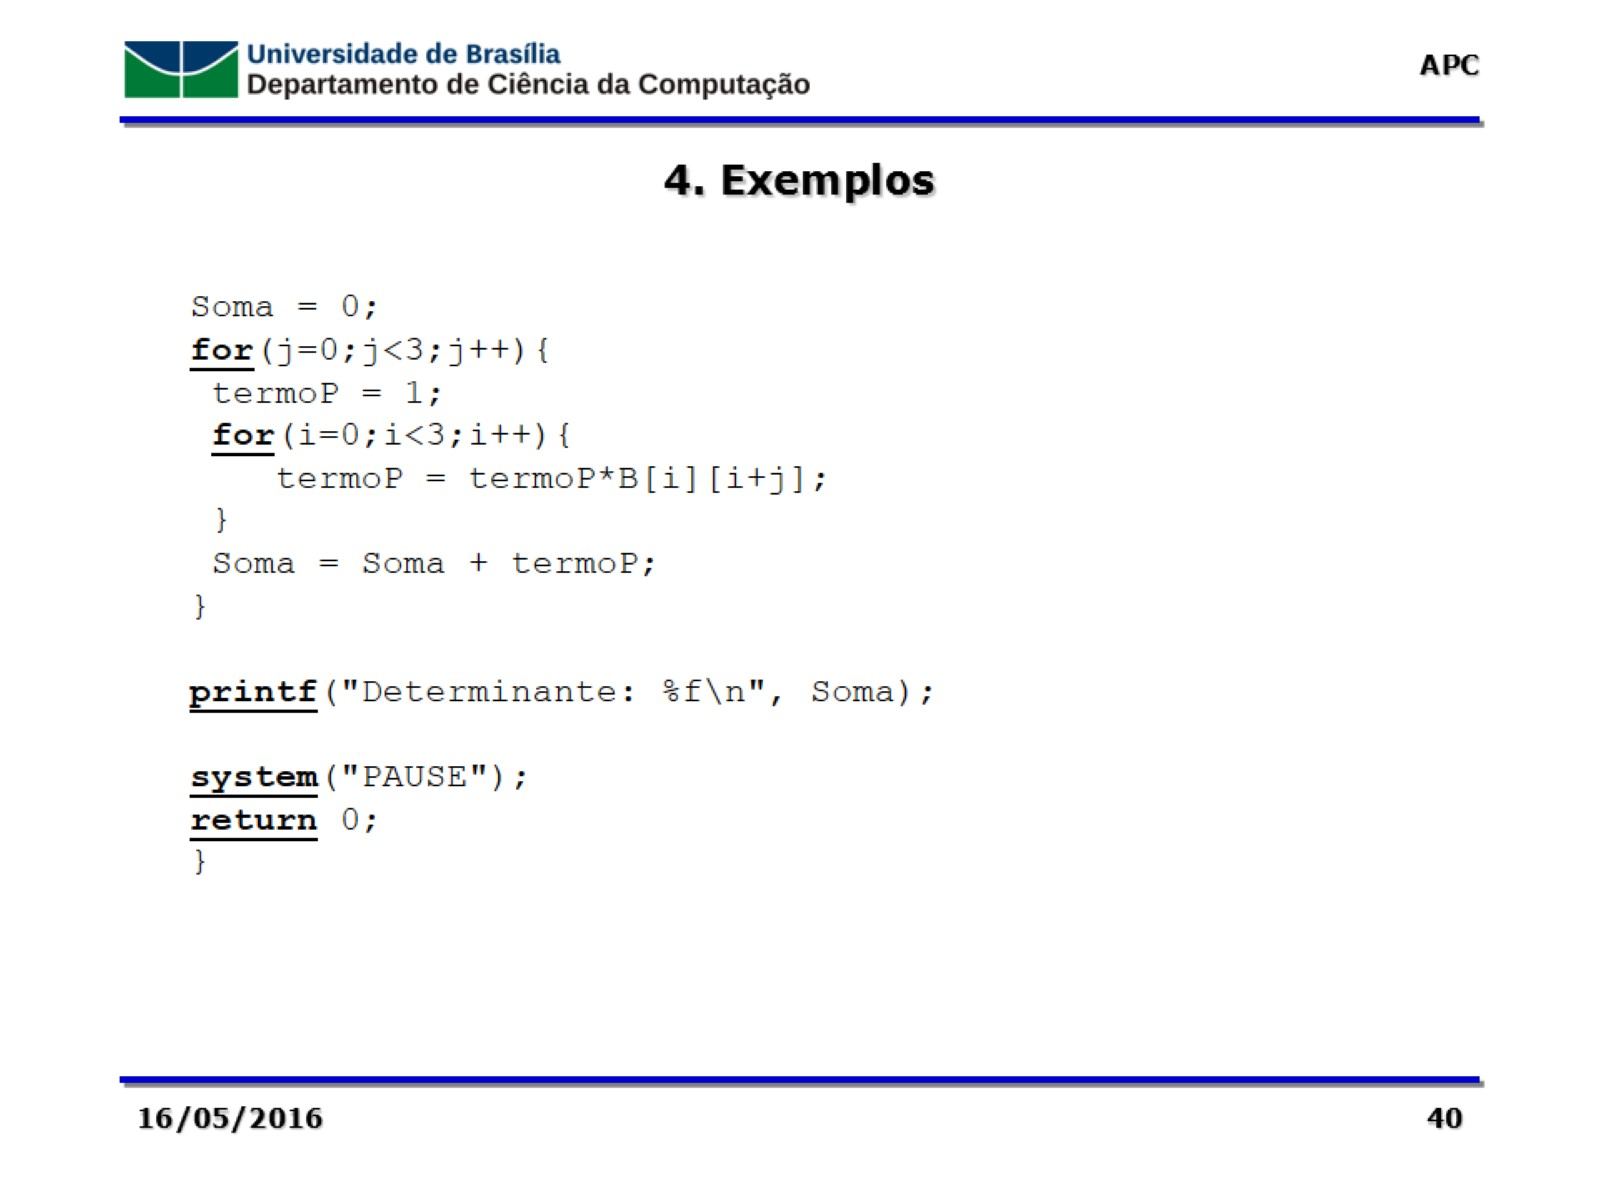 Universidade de Brasília
Departamento de Ciência da Computação
APC
4. Exemplos
Soma = 0;
for(j=0;j<3;j++){
 termoP = 1;
 for(i=0;i<3;i++){
    termoP = termoP*B[i][i+j];
 }
 Soma = Soma + termoP;
}
printf("Determinante: %f\n", Soma);
system("PAUSE");
return 0;
}
16/05/2016
40